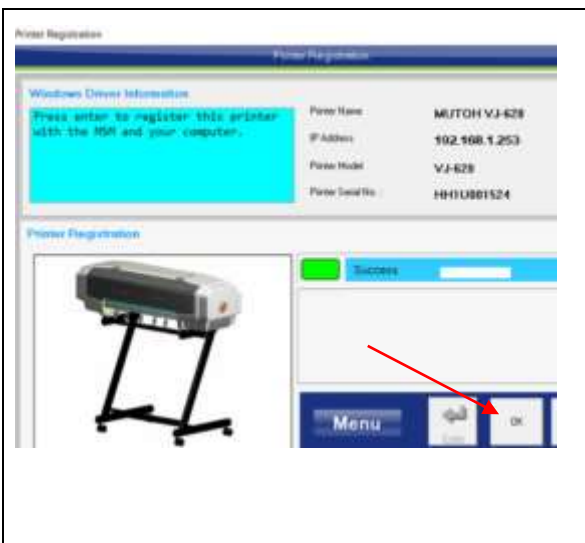 Printer Registration
Printer Registration
Windows Driver Information
Press enter to register this printer
with the MSM and your computer.
Printer Name MUTOH VJ-628
IP Address 192.168.1.253
Printer Model VJ-628
Printer Serial No.
Printer Registration
Success
Menu
Enter
OK